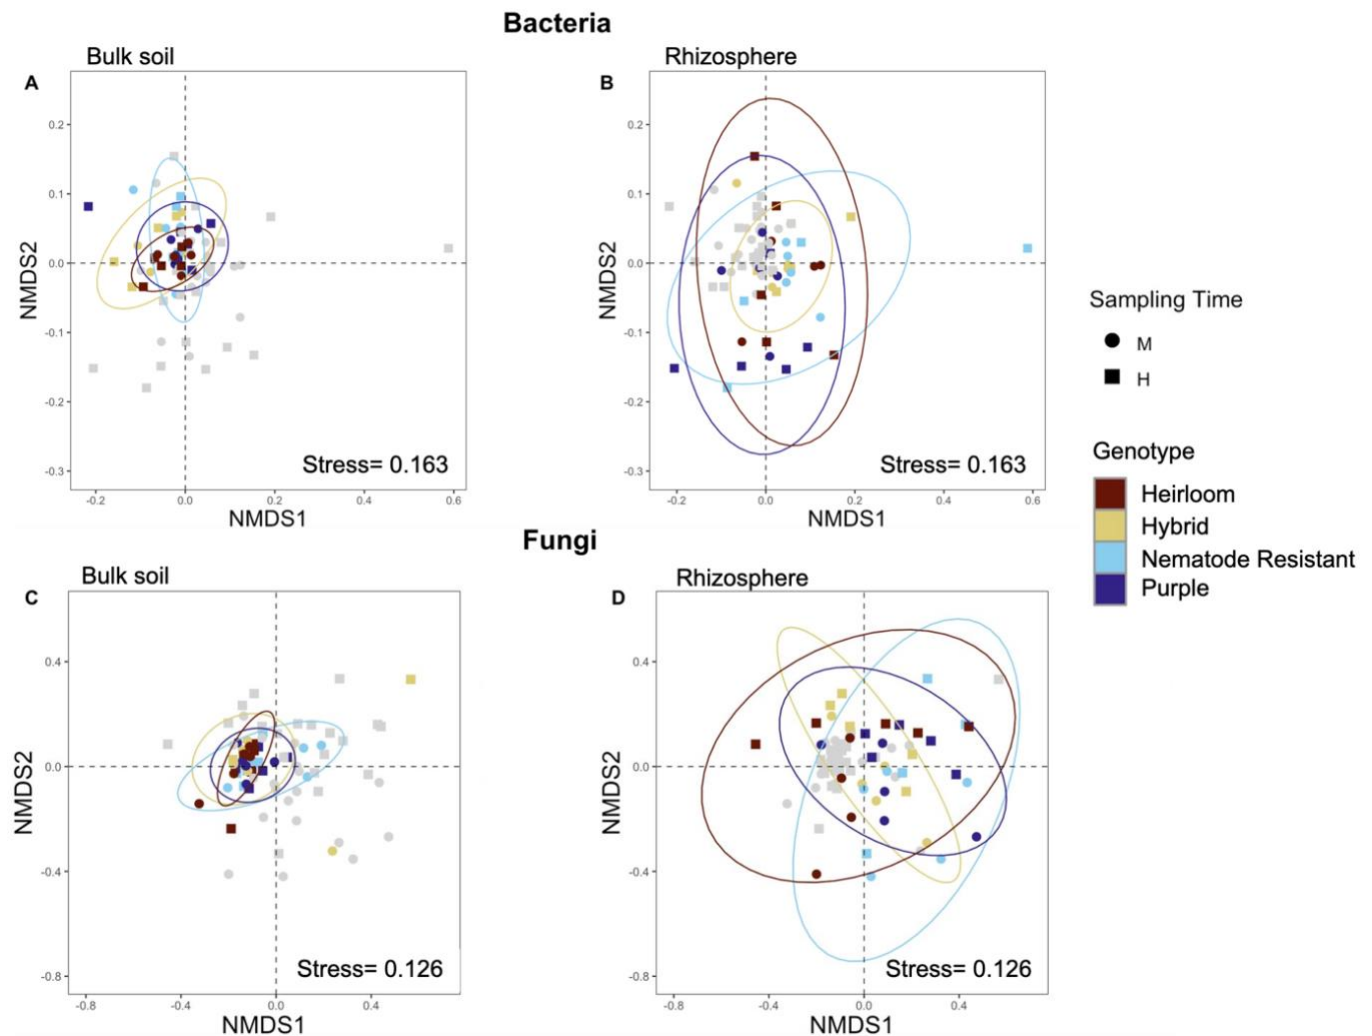 Bacteria
Bulk soil
Rhizosphere
A
B
0.2
0.1
0.0
-0.1
-0.2
-0.3
NMDS2
-0.2
0.0
0.2
0.4
0.6
NMDS1
Stress= 0.163
0.2
0.1
0.0
-0.1
-0.2
-0.3
NMDS2
-0.2
0.0
0.2
0.4
0.6
NMDS1
Stress= 0.163
Fungi
Bulk soil
Rhizosphere
C
D
0.4
0.0
-0.4
-0.8
NMDS2
-0.8
-0.4
0.0
0.4
NMDS1
Stress= 0.126
0.4
0.0
-0.4
-0.8
NMDS2
-0.8
-0.4
0.0
0.4
NMDS1
Stress= 0.126
Sampling Time
M
H
Genotype
Heirloom
Hybrid
Nematode Resistant
Purple